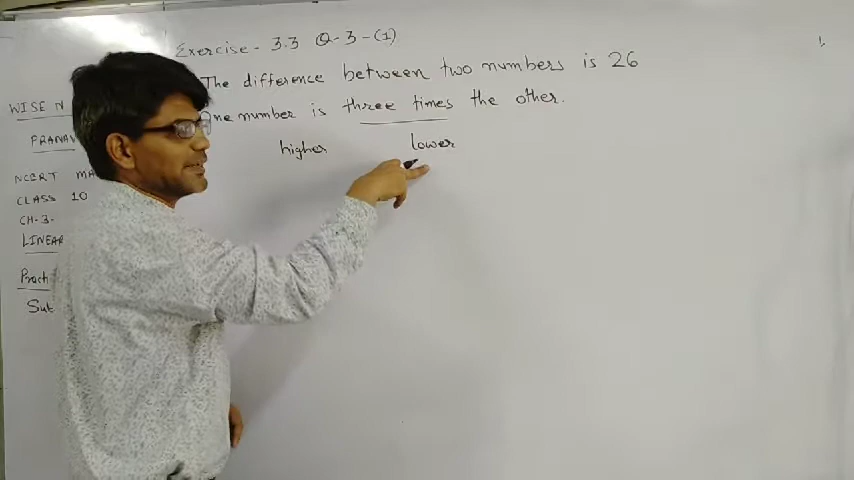 Exercise - 3.3 Q-3-(1)
The difference between two numbers is 26
One number is three times the other.
higher lower
WISE N
PRANAV
NCERT MA
CLASS 10
CH-3-
LINEAR
Pract
Sub